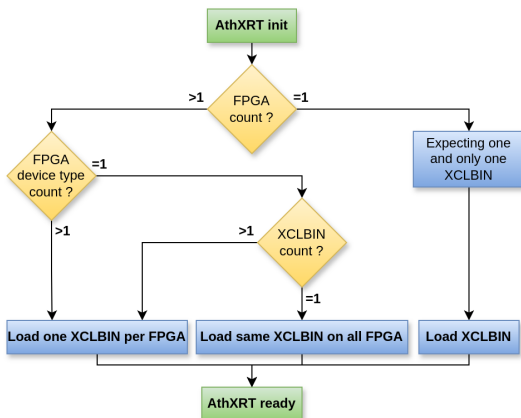 AthXRT init
>1
FPGA
count ?
=1
FPGA
device type
count ?
=1
Expecting one
and only one
XCLBIN
>1
>1
XCLBIN
count ?
=1
Load one XCLBIN per FPGA
Load same XCLBIN on all FPGA
Load XCLBIN
AthXRT ready